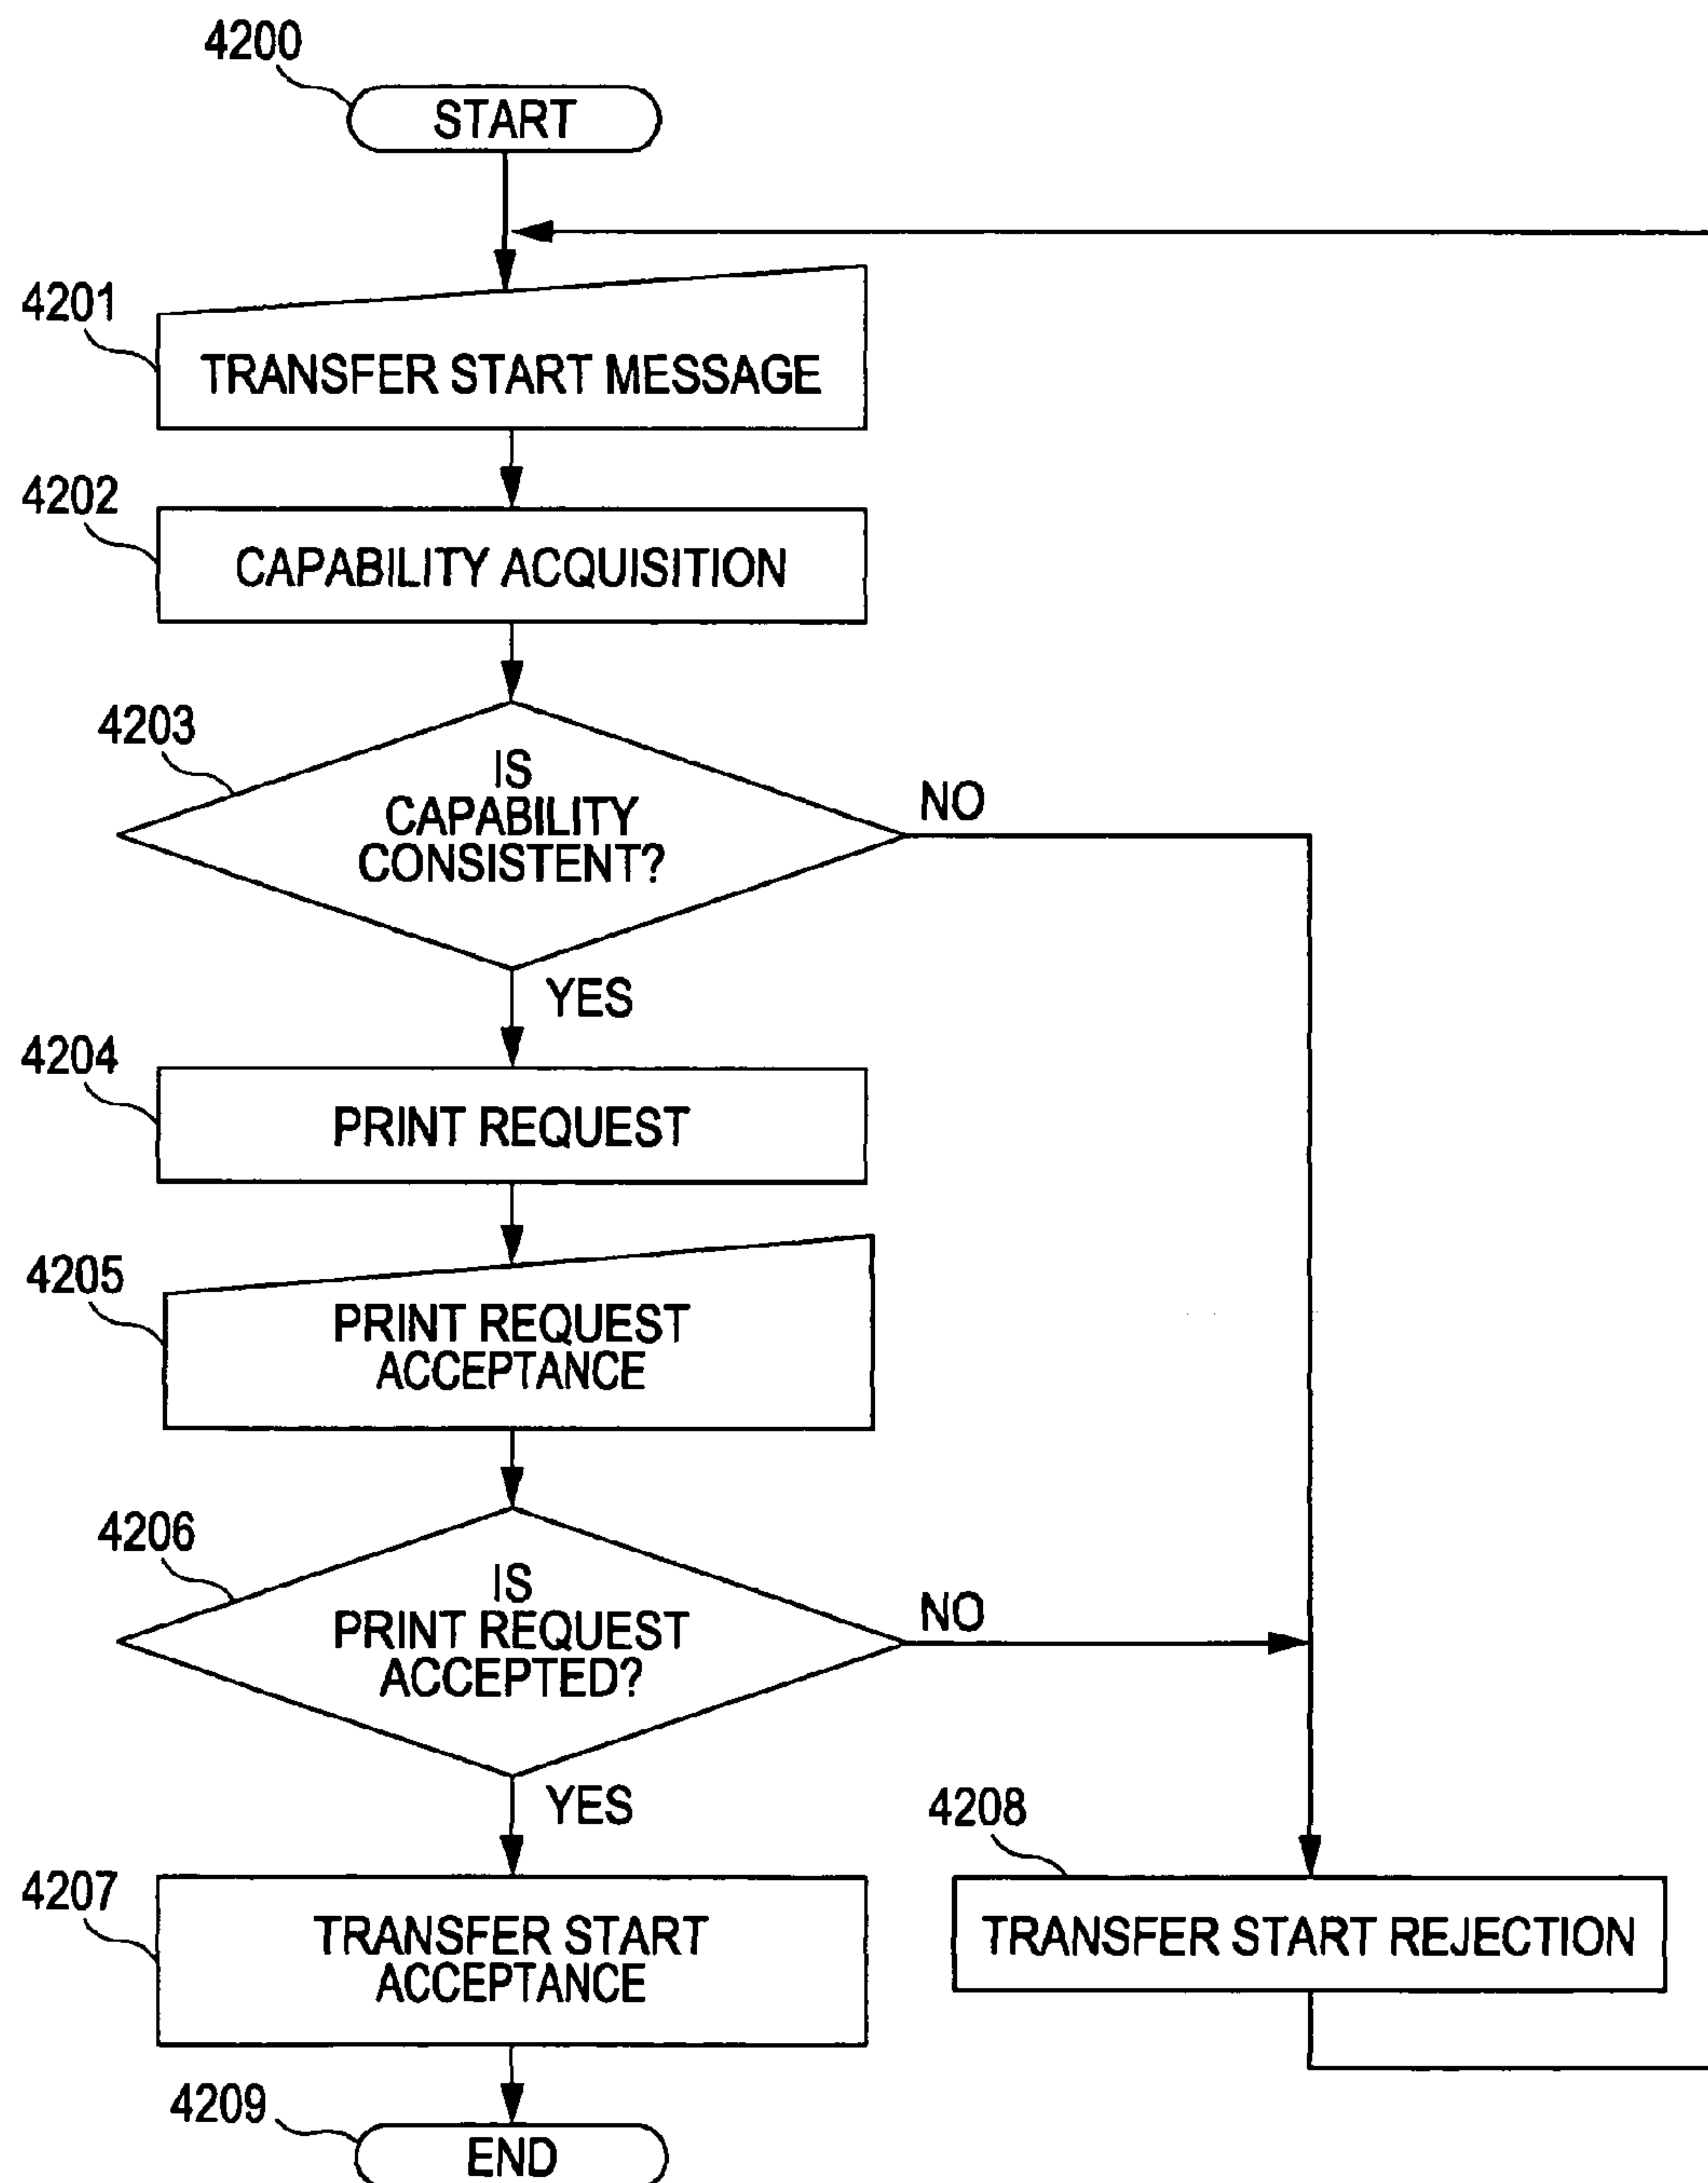 4200
START
4201
TRANSFER START MESSAGE
4202
CAPABILITY ACQUISITION
4203
IS
CAPABILITY
CONSISTENT?
NO
YES
4204
PRINT REQUEST
4205
PRINT REQUEST
ACCEPTANCE
4206
IS
PRINT REQUEST
ACCEPTED?
NO
YES
4207
TRANSFER START
ACCEPTANCE
4208
TRANSFER START REJECTION
4209
END